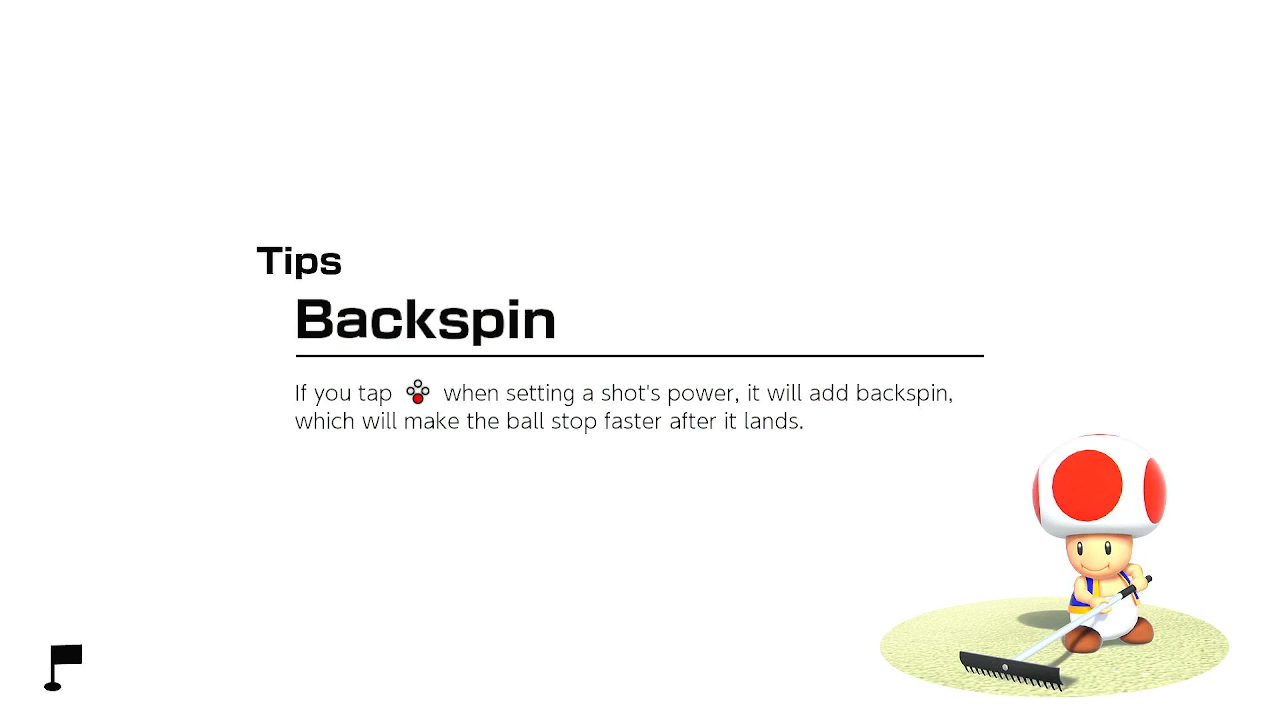 Tips
Backspin
If you tap when setting a shot's power, it will add backspin,
which will make the ball stop faster after it lands.